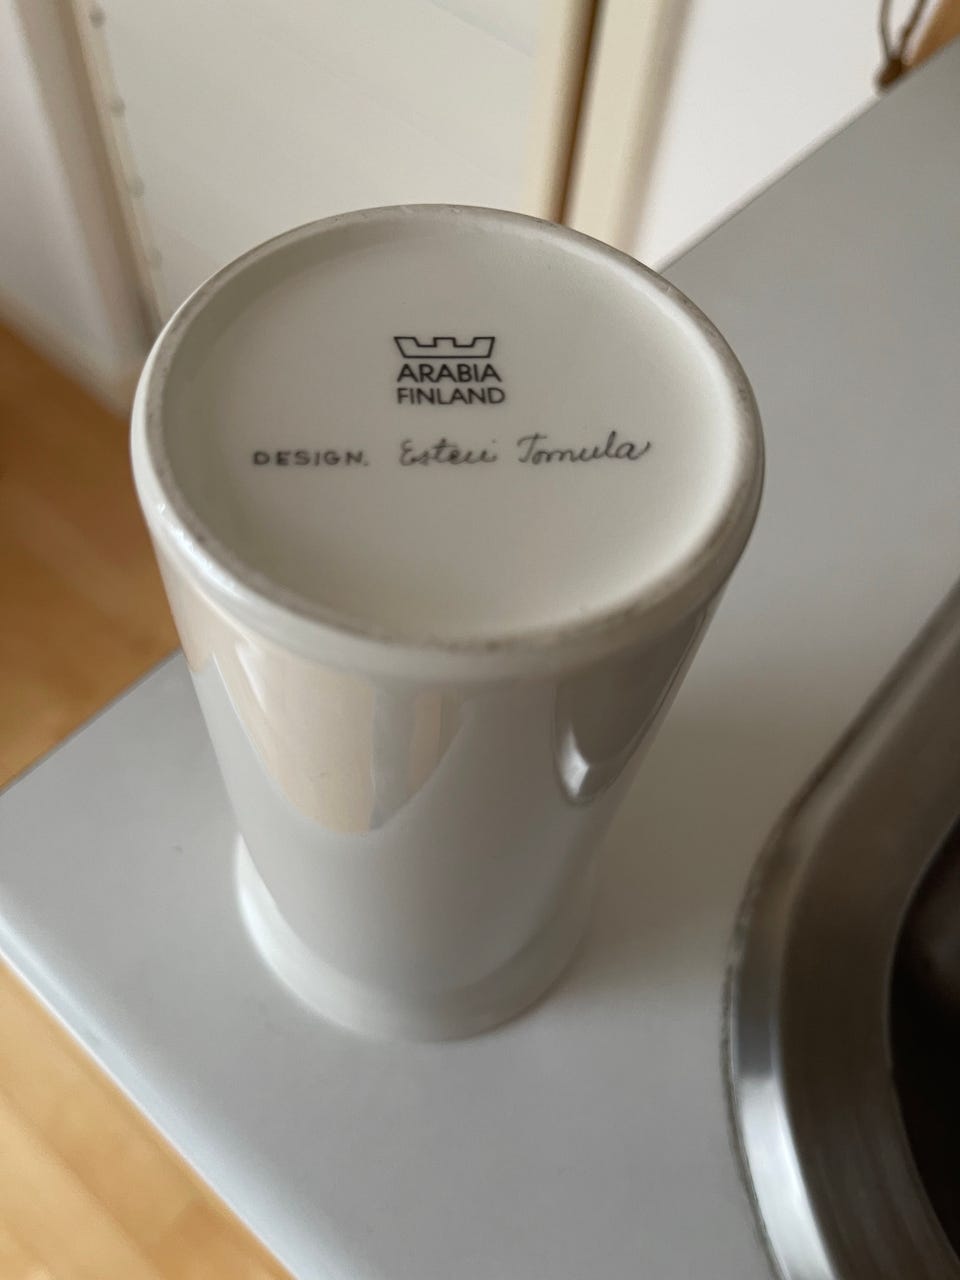 ARABIA
FINLAND
DESIGN. Esteri Tomula